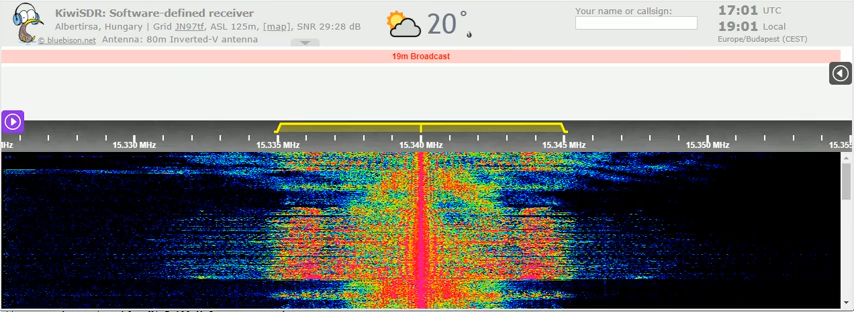 KiwiSDR: Software-defined receiver
Albertirsa, Hungary | Grid JN97tf, ASL 125m, [map], SNR 29:28 dB
© bluebison.net Antenna: 80m Inverted-V antenna
20°
Your name or callsign:
17:01 UTC
19:01 Local
Europe/Budapest (CEST)
19m Broadcast
15.330 MHz 15.335 MHz 15.340 MHz 15.345 MHz 15.350 MHz